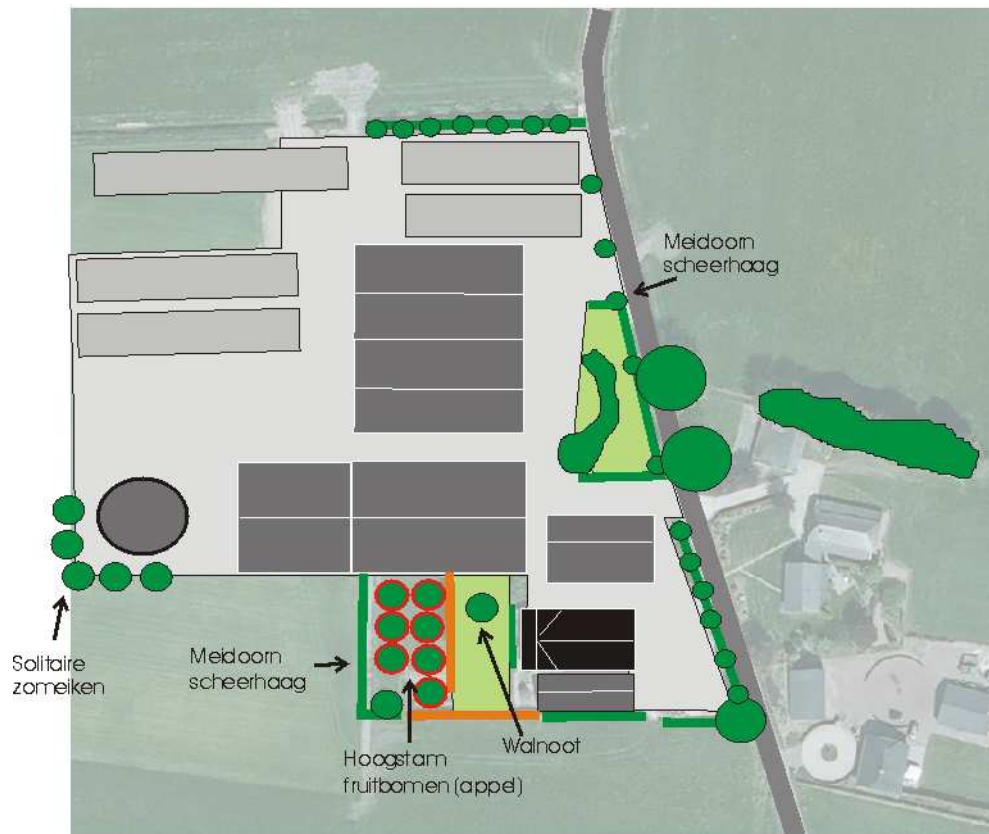 Meidoorn
scheerhaag
Solitaire
zomeiken
Meidoorn
scheerhaag
Walnoot
Hoogstam
fruitbomen (appel)